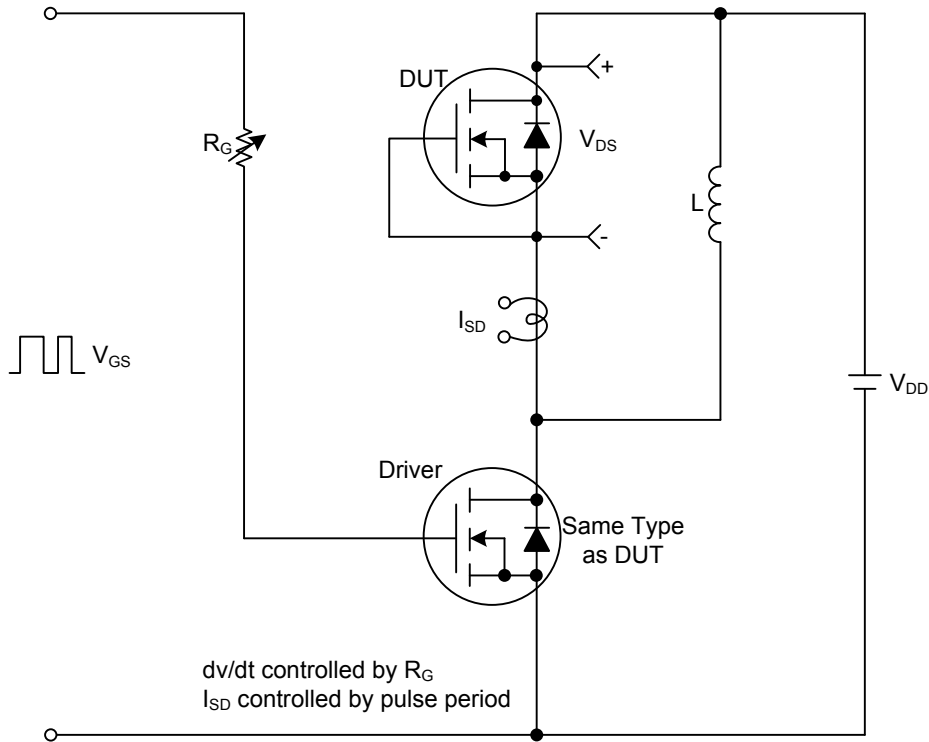 DUT
+
R_G
V_DS
L
-
I_SD
V_GS
V_DD
Driver
Same Type
as DUT
dv/dt controlled by R_G
I_SD controlled by pulse period